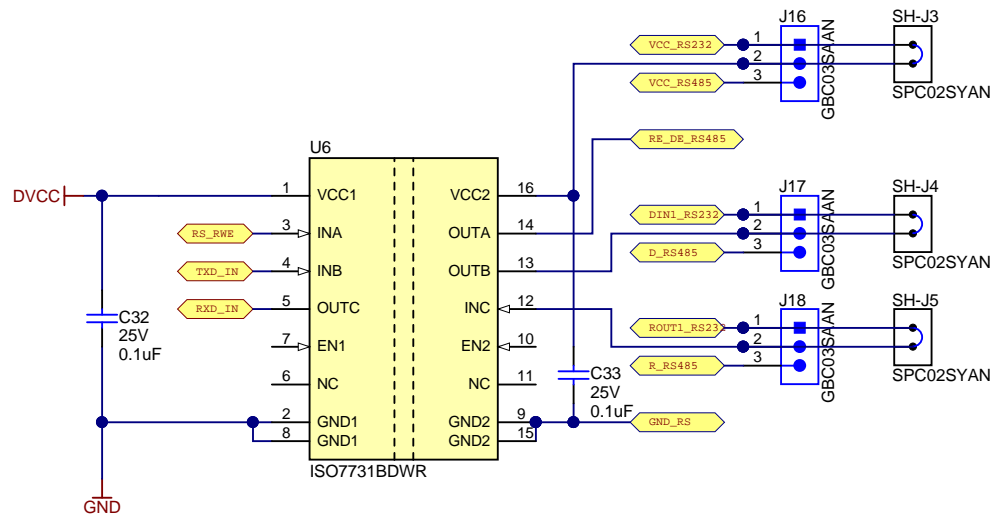 J16
SH-J3
VCC_RS232
1
2
VCC_RS485
3
GBC03SAAN
SPC02SYAN
RE_DE_RS485
U6
DVCC
1
VCC1
VCC2
16
J17
SH-J4
RS_RWE
3
INA
OUTA
14
DIN1_RS232
1
2
D_RS485
3
GBC03SAAN
SPC02SYAN
TXD_IN
4
INB
OUTB
13
RXD_IN
5
OUTC
INC
12
J18
SH-J5
C32
25V
0.1uF
7
EN1
EN2
10
ROUT1_RS232
1
2
R_RS485
3
GBC03SAAN
SPC02SYAN
6
NC
NC
11
C33
25V
0.1uF
2
GND1
GND2
9
GND_RS
8
GND1
GND2
15
ISO7731BDWR
GND